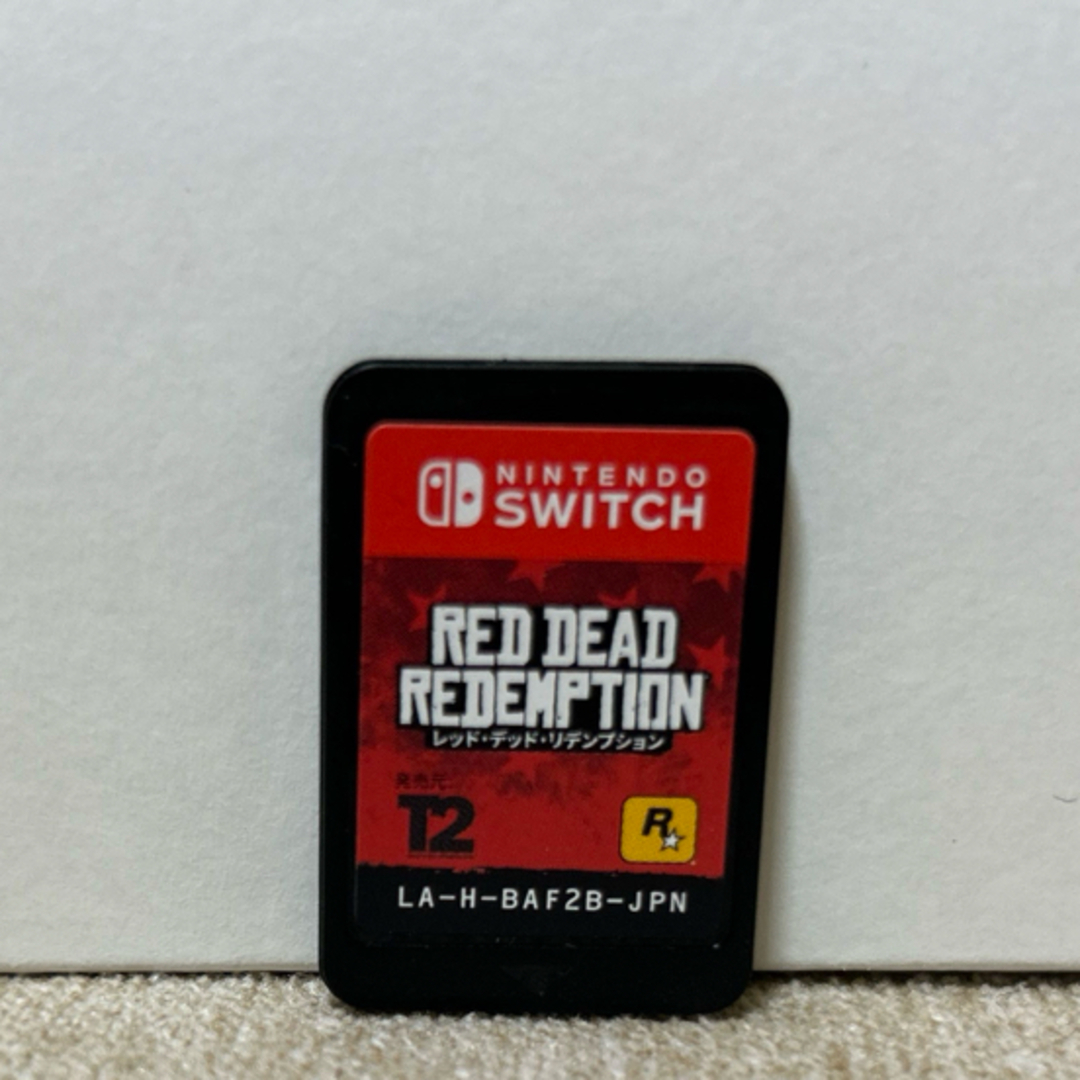 NINTENDO
SWITCH
RED DEAD
REDEMPTION
レッド・デッド・リデンプション
発売元
T2
R
LA-H-BAF2B-JPN